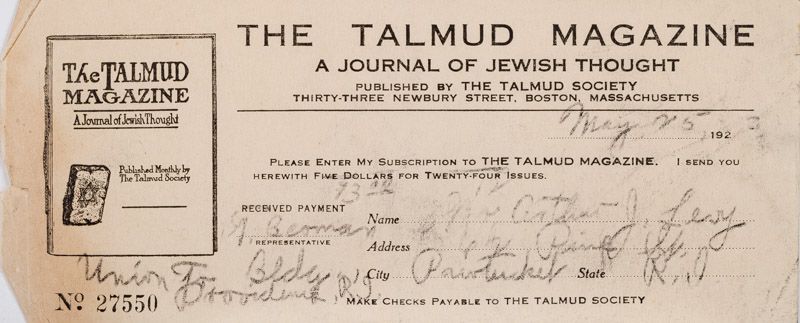 The TALMUD
MAGAZINE
A Journal of Jewish Thought
Published Monthly by
The Talmud Society
THE TALMUD MAGAZINE
A JOURNAL OF JEWISH THOUGHT
PUBLISHED BY THE TALMUD SOCIETY
THIRTY-THREE NEWBURY STREET, BOSTON, MASSACHUSETTS
May 25, 192
PLEASE ENTER MY SUBSCRIPTION TO THE TALMUD MAGAZINE. I SEND YOU
HEREWITH FIVE DOLLARS FOR TWENTY-FOUR ISSUES.
12
RECEIVED PAYMENT
Berman
REPRESENTATIVE
Name Arthur J. Levy
Address St.
City Pawtucket State R.I
Union Tr. Bldg
Providence, R.I.
No 27550
MAKE CHECKS PAYABLE TO THE TALMUD SOCIETY